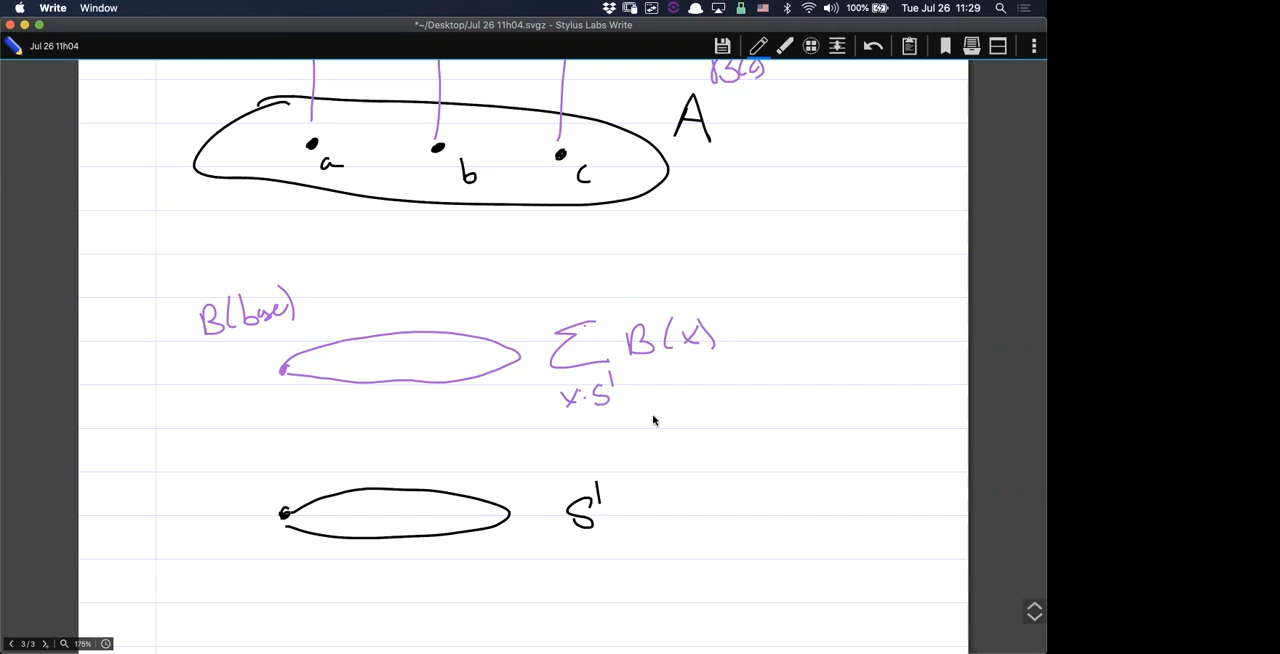 Write Window 100% Tue Jul 26 11:29
*~/Desktop/Jul 26 11h04.svgz - Stylus Labs Write
Jul 26 11h04
B(a)
A
a b c
B(base)
∑ B(x)
x:S¹
S¹
3/3 175%